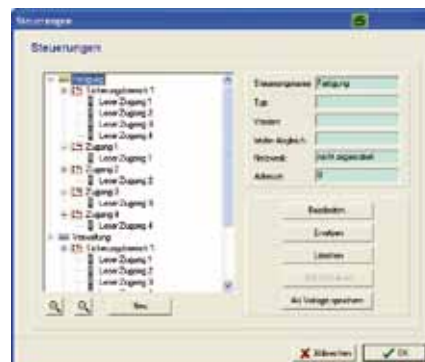 Steuerungen
Steuerungen
Fertigung
Sicherungsbereich 1
Leser Zugang 1
Leser Zugang 2
Leser Zugang 3
Leser Zugang 4
Zugang 1
Leser Zugang 1
Zugang 2
Leser Zugang 2
Zugang 3
Leser Zugang 3
Zugang 4
Leser Zugang 4
Verwaltung
Sicherungsbereich 1
Leser Zugang 1
Leser Zugang 2
Leser Zugang 3
Neu
Steuerungsname Fertigung
Typ
Version
letzter Abgleich
Netzwerk nicht angemeldet
Adresse 0
Bearbeiten
Ersetzen
Löschen
Als Vorlage speichern
Abbrechen
OK